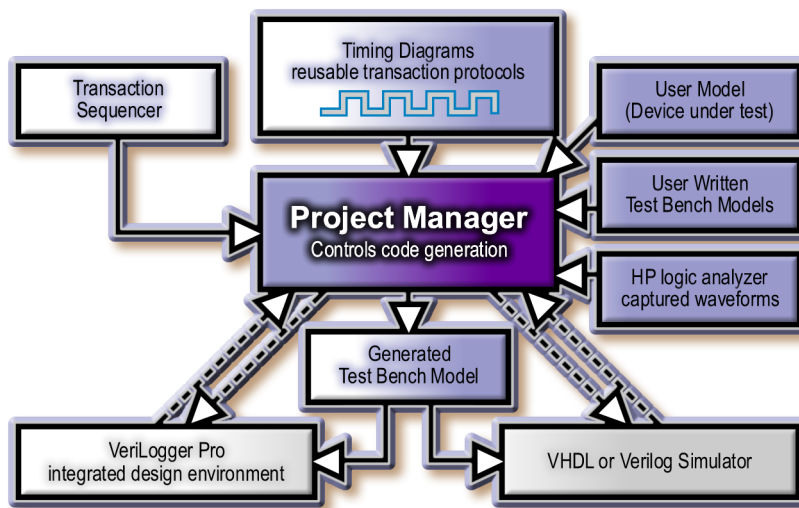 Timing Diagrams
reusable transaction protocols
Transaction
Sequencer
User Model
(Device under test)
User Written
Test Bench Models
Project Manager
Controls code generation
HP logic analyzer
captured waveforms
Generated
Test Bench Model
VeriLogger Pro
integrated design environment
VHDL or Verilog Simulator